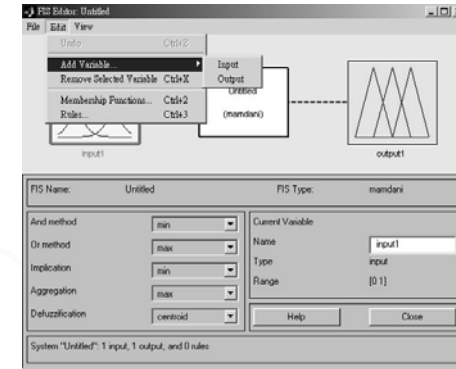 FIS Editor: Untitled
File Edit View
Undo Ctrl+Z
Add Variable... Input
Remove Selected Variable Ctrl+X Output
Membership Functions... Ctrl+2
Rules... Ctrl+3
Untitled
(mamdani)
input1
output1
FIS Name: Untitled FIS Type: mamdani
And method min
Or method max
Implication min
Aggregation max
Defuzzification centroid
Current Variable
Name input1
Type input
Range [0 1]
Help Close
System "Untitled": 1 input, 1 output, and 0 rules